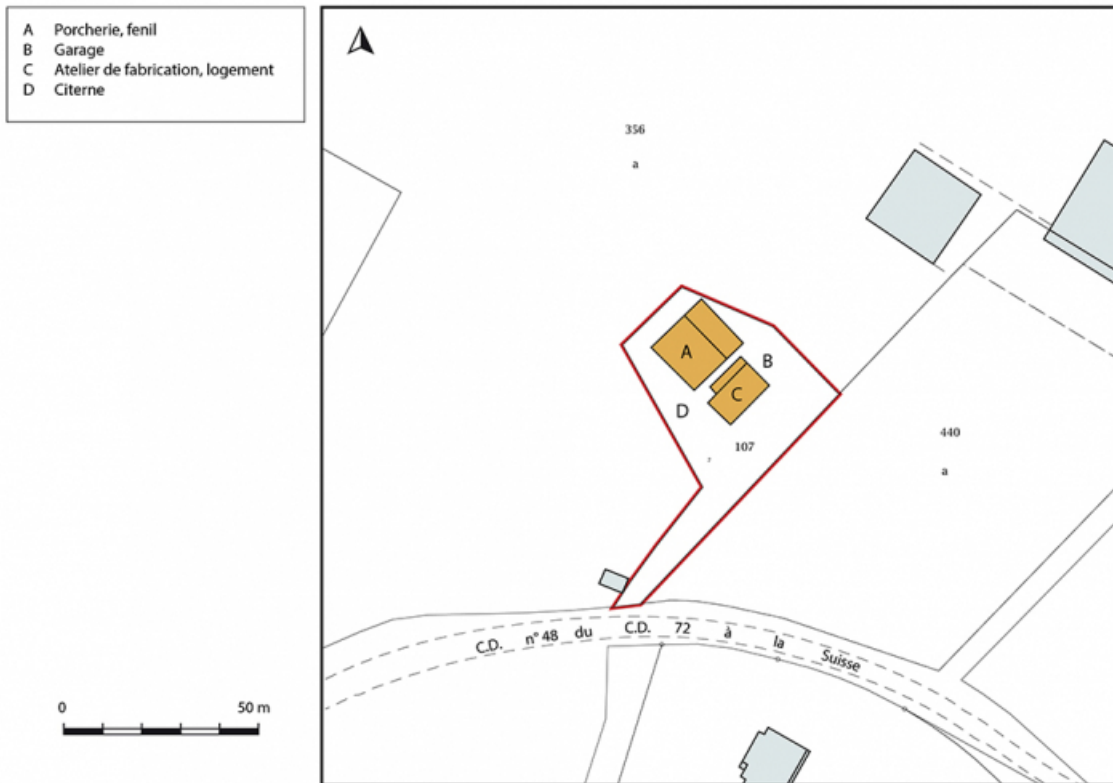 A Porcherie, fenil
B Garage
C Atelier de fabrication, logement
D Citerne
356
a
A
B
C
D
107
440
a
C.D. n° 48 du C.D. 72 à la Suisse
0 50 m